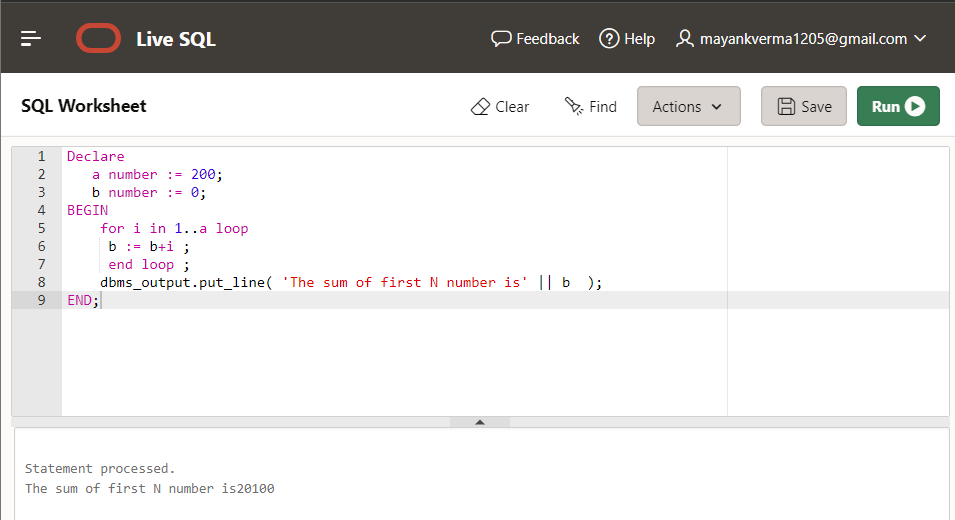 Live SQL
Feedback
Help
mayankverma1205@gmail.com
SQL Worksheet
Clear
Find
Actions
Save
Run
1 Declare
2 a number := 200;
3 b number := 0;
4 BEGIN
5 for i in 1..a loop
6 b := b+i ;
7 end loop ;
8 dbms_output.put_line( 'The sum of first N number is' || b  );
9 END;
Statement processed.
The sum of first N number is20100